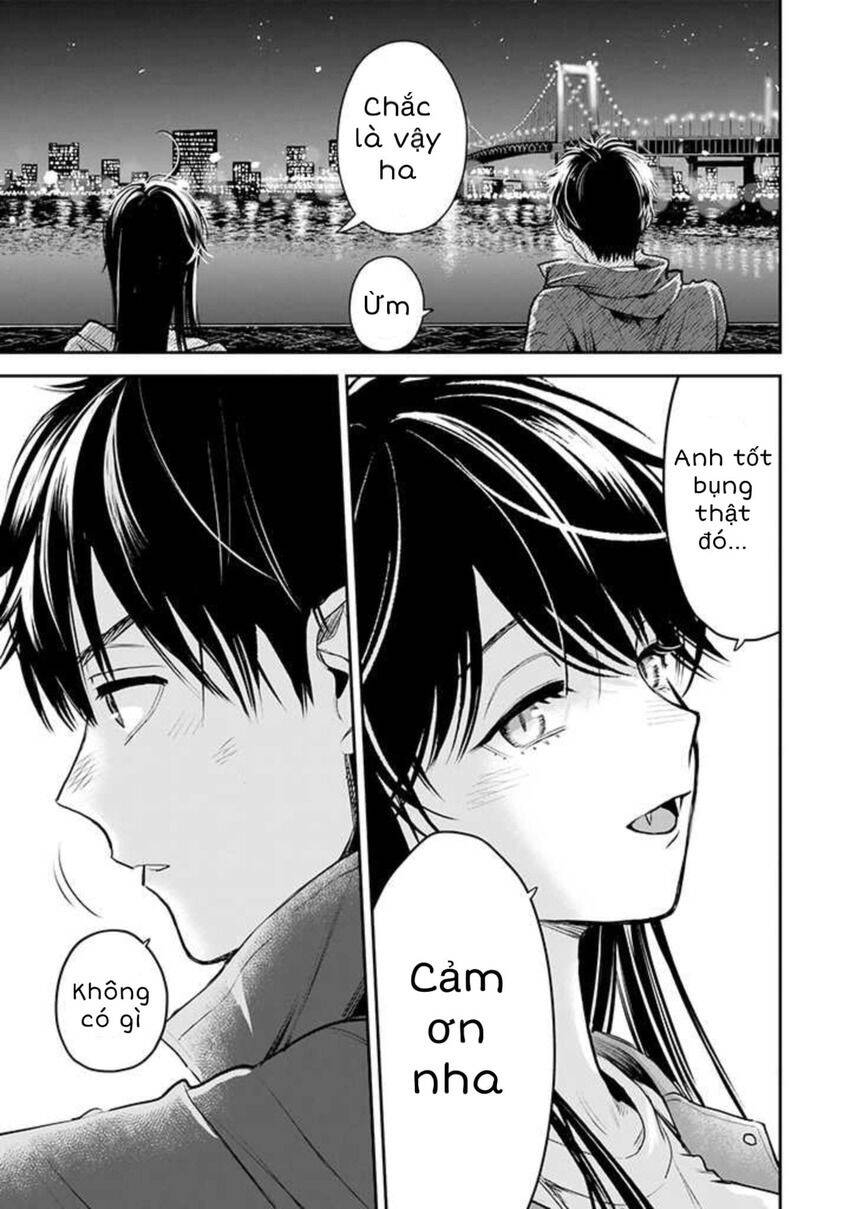 Chắc
là vậy
ha
Ừm
Anh tốt
bụng
thật
đó...
Cảm
ơn
nha
Không
có gì